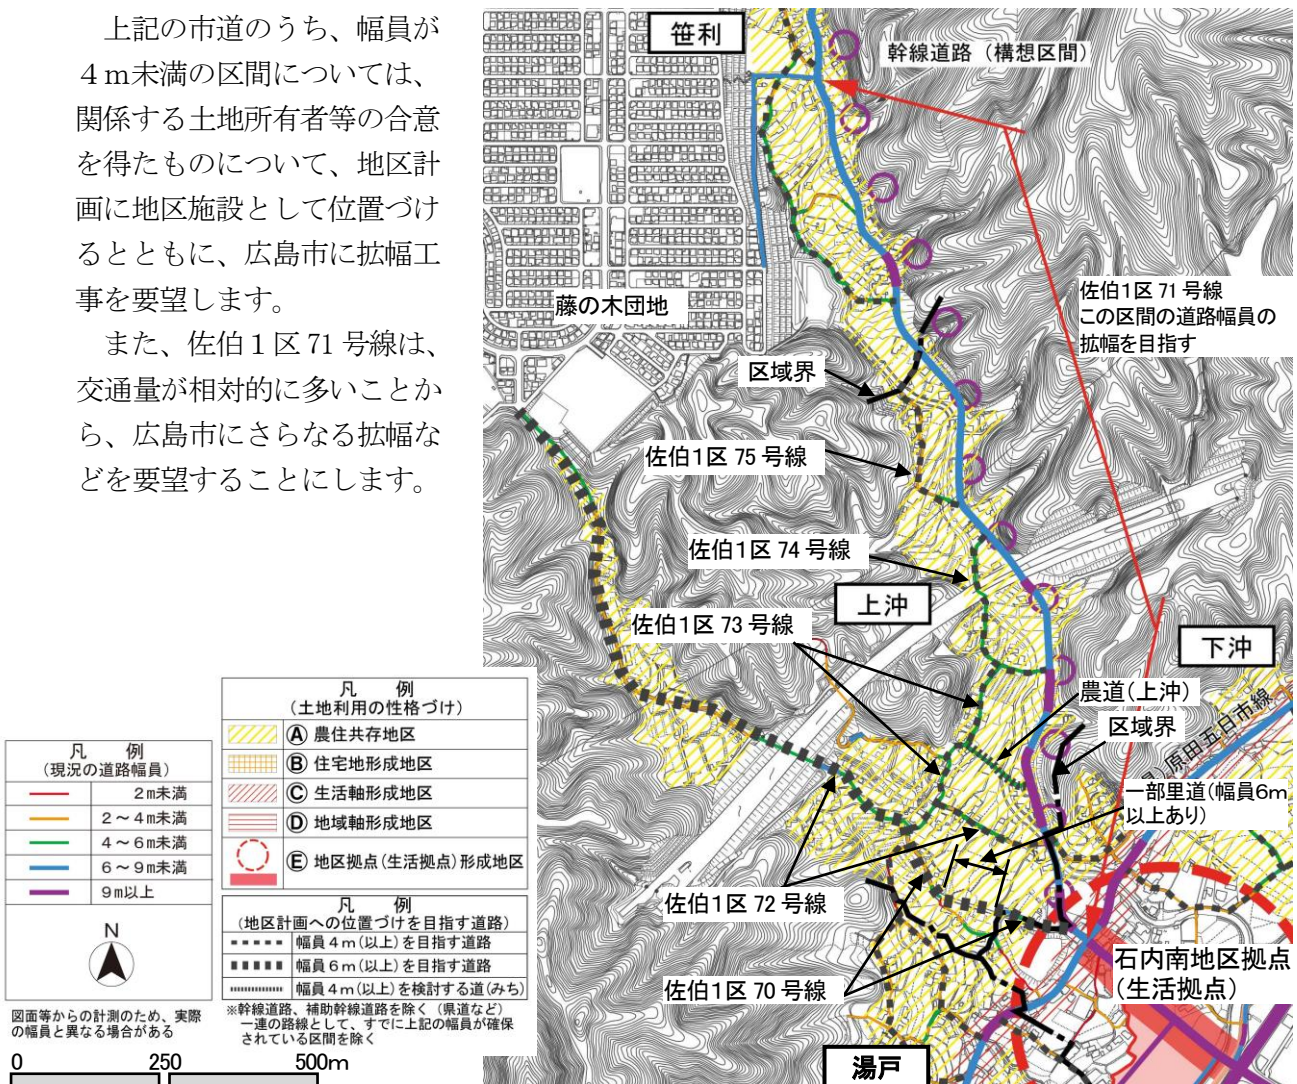 上記の市道のうち、幅員が
４ｍ未満の区間については、
関係する土地所有者等の合意
を得たものについて、地区計
画に地区施設として位置づけ
るとともに、広島市に拡幅工
事を要望します。
また、佐伯１区 71 号線は、
交通量が相対的に多いことか
ら、広島市にさらなる拡幅な
どを要望することにします。
笹利
幹線道路（構想区間）
藤の木団地
佐伯1区 71 号線
この区間の道路幅員の
拡幅を目指す
区域界
佐伯1区 75 号線
佐伯1区 74 号線
上沖
佐伯1区 73 号線
下沖
農道(上沖)
区域界
原田五日市線
一部里道(幅員6m
以上あり)
佐伯1区 72 号線
佐伯1区 70 号線
石内南地区拠点
(生活拠点)
湯戸
凡　例
(現況の道路幅員)
2m未満
2～4m未満
4～6m未満
6～9m未満
9m以上
N
図面等からの計測のため、実際
の幅員と異なる場合がある
0 250 500m
凡　例
(土地利用の性格づけ)
Ⓐ 農住共存地区
Ⓑ 住宅地形成地区
Ⓒ 生活軸形成地区
Ⓓ 地域軸形成地区
Ⓔ 地区拠点(生活拠点)形成地区
凡　例
(地区計画への位置づけを目指す道路)
幅員4m(以上)を目指す道路
幅員6m(以上)を目指す道路
幅員4m(以上)を検討する道(みち)
※幹線道路、補助幹線道路を除く（県道など）
一連の路線として、すでに上記の幅員が確保
されている区間を除く